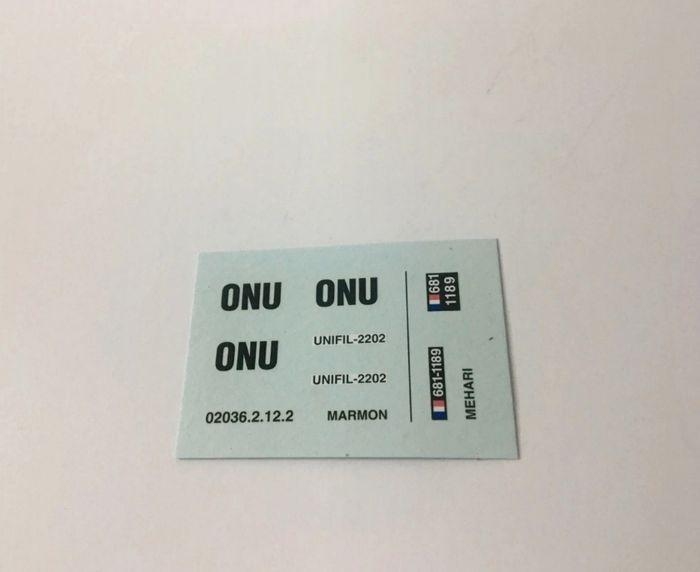 ONU
ONU
ONU
UNIFIL-2202
UNIFIL-2202
02036.2.12.2
MARMON
681
1189
681-1189
MEHARI